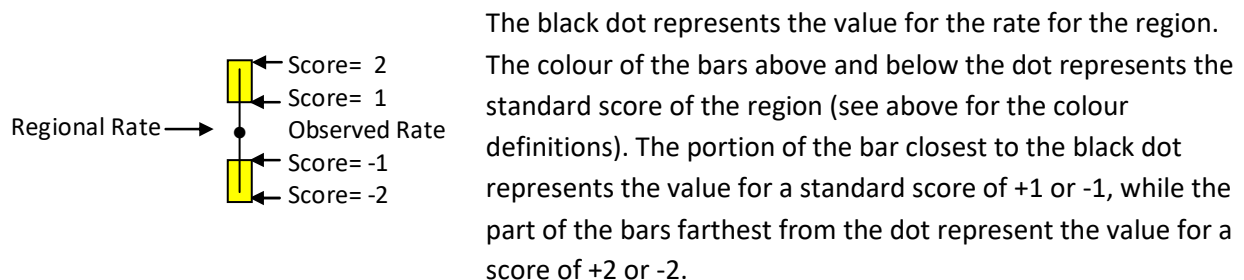 Regional Rate
Score= 2
Score= 1
Observed Rate
Score= -1
Score= -2
The black dot represents the value for the rate for the region.
The colour of the bars above and below the dot represents the
standard score of the region (see above for the colour
definitions). The portion of the bar closest to the black dot
represents the value for a standard score of +1 or -1, while the
part of the bars farthest from the dot represent the value for a
score of +2 or -2.